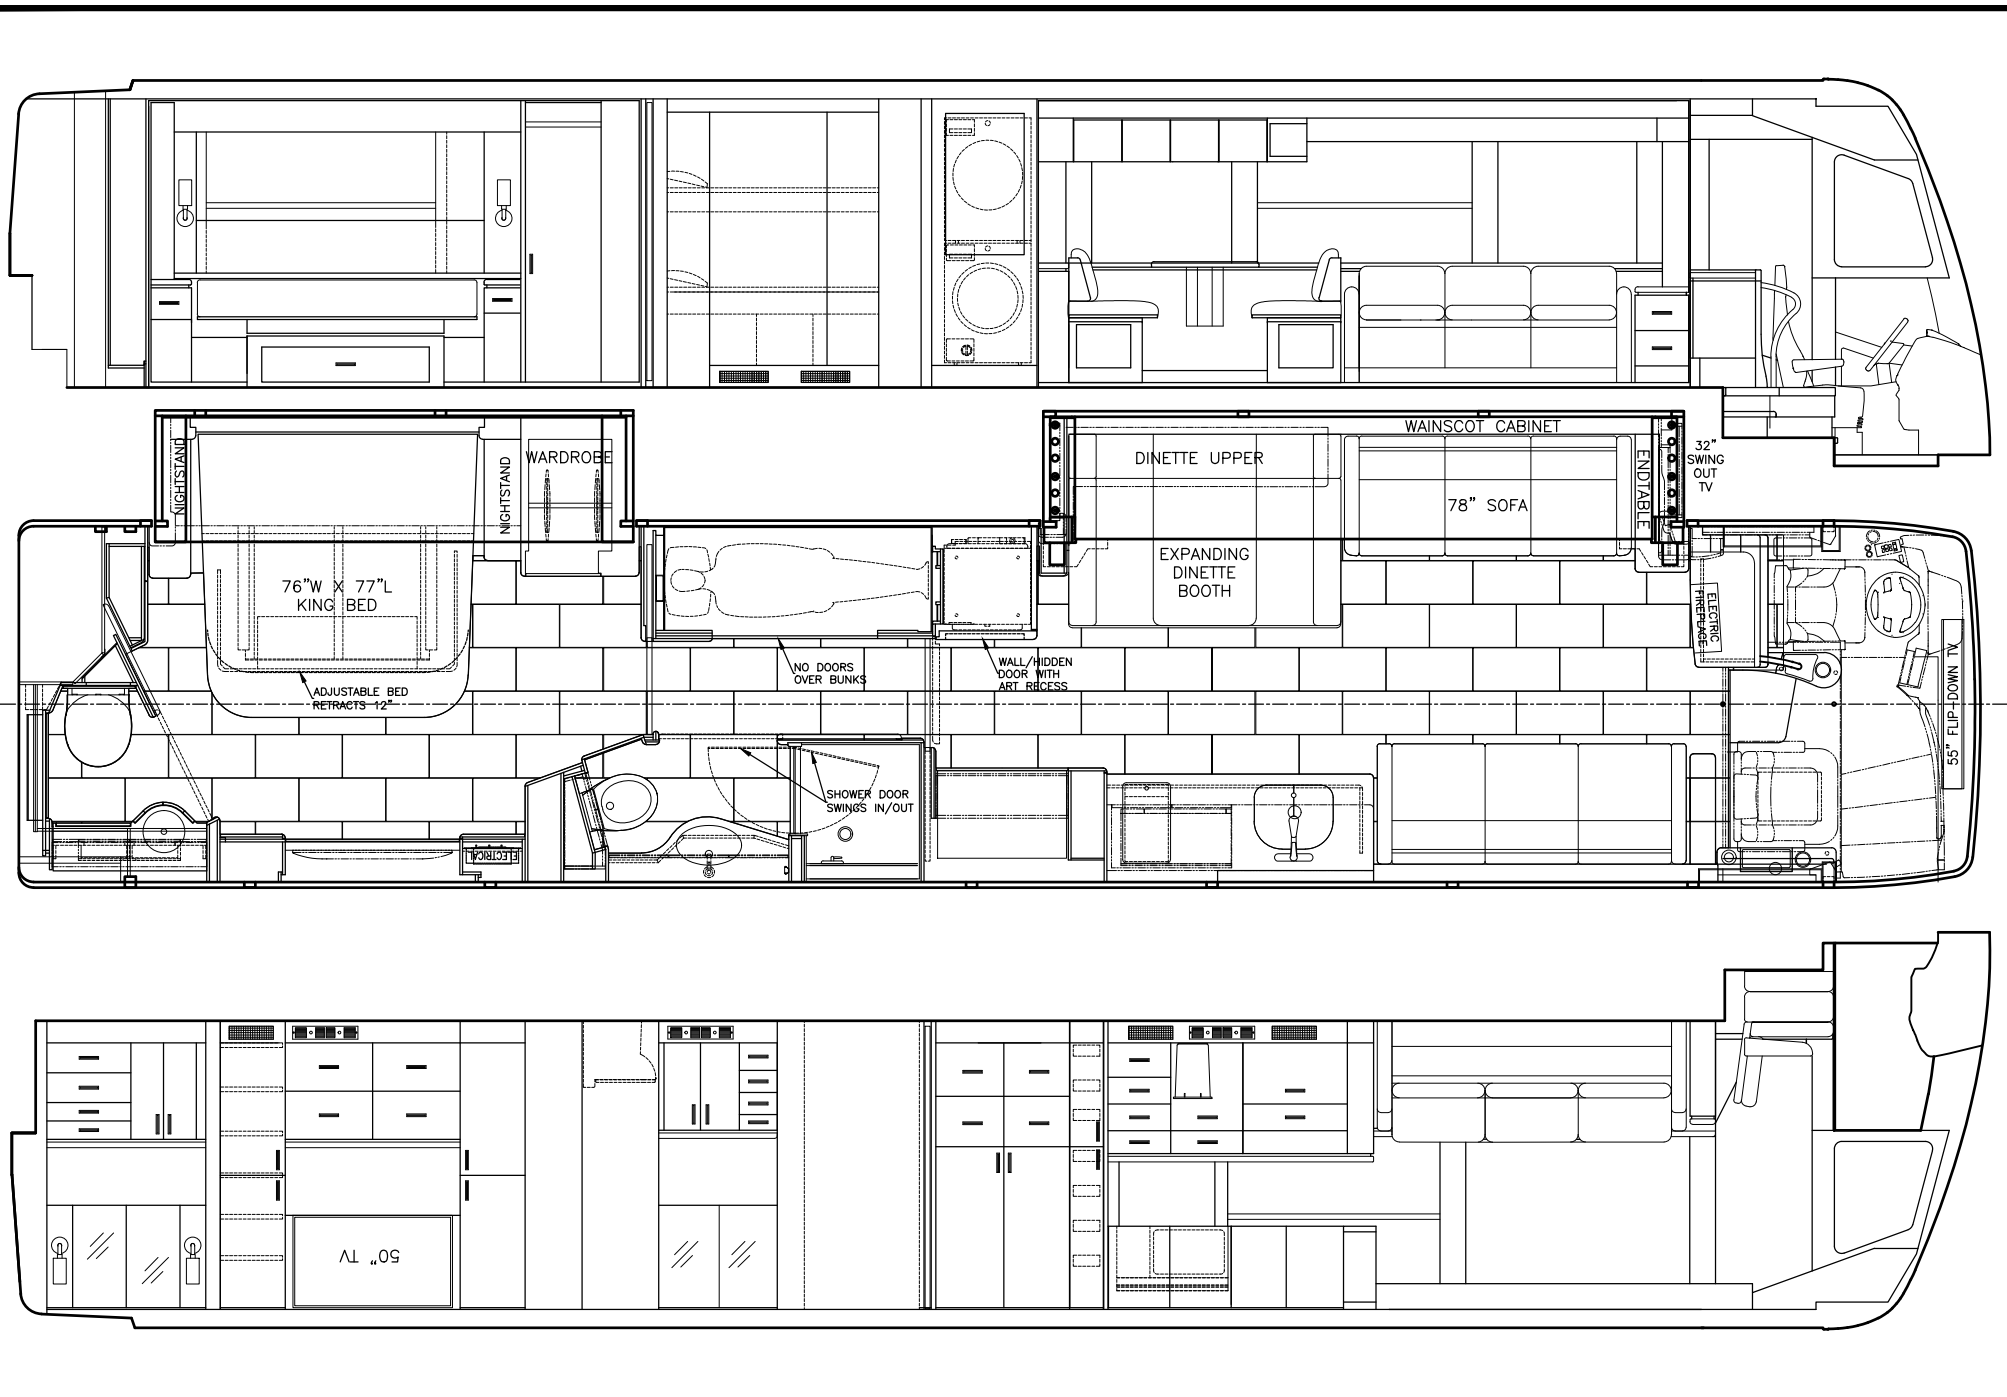 NIGHTSTAND
NIGHTSTAND
WARDROBE
76"W X 77"L
KING BED
ADJUSTABLE BED
RETRACTS 12"
NO DOORS
OVER BUNKS
WALL/HIDDEN
DOOR WITH
ART RECESS
DINETTE UPPER
EXPANDING
DINETTE
BOOTH
WAINSCOT CABINET
78" SOFA
ENDTABLE
32"
SWING
OUT
TV
ELECTRIC
FIREPLACE
55" FLIP-DOWN TV
SHOWER DOOR
SWINGS IN/OUT
ELECTRICAL
50" TV